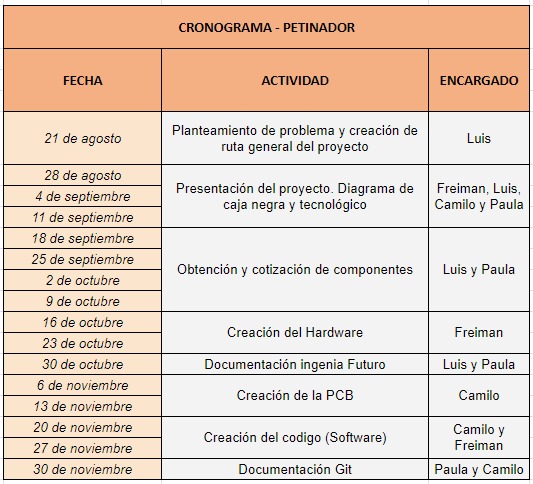 CRONOGRAMA - PETINADOR
FECHA
ACTIVIDAD
ENCARGADO
21 de agosto
Planteamiento de problema y creación de
ruta general del proyecto
Luis
28 de agosto
4 de septiembre
11 de septiembre
Presentación del proyecto. Diagrama de
caja negra y tecnológico
Freiman, Luis,
Camilo y Paula
18 de septiembre
25 de septiembre
2 de octubre
9 de octubre
Obtención y cotización de componentes
Luis y Paula
16 de octubre
23 de octubre
Creación del Hardware
Freiman
30 de octubre
Documentación ingenia Futuro
Luis y Paula
6 de noviembre
13 de noviembre
Creación de la PCB
Camilo
20 de noviembre
27 de noviembre
Creación del codigo (Software)
Camilo y
Freiman
30 de noviembre
Documentación Git
Paula y Camilo